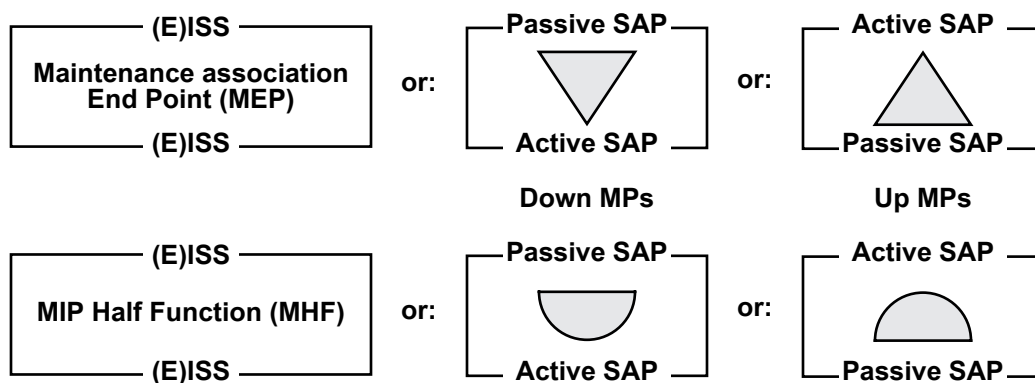 (E)ISS
Maintenance association
End Point (MEP)
(E)ISS
or:
Passive SAP
Active SAP
or:
Active SAP
Passive SAP
Down MPs
Up MPs
(E)ISS
MIP Half Function (MHF)
(E)ISS
or:
Passive SAP
Active SAP
or:
Active SAP
Passive SAP